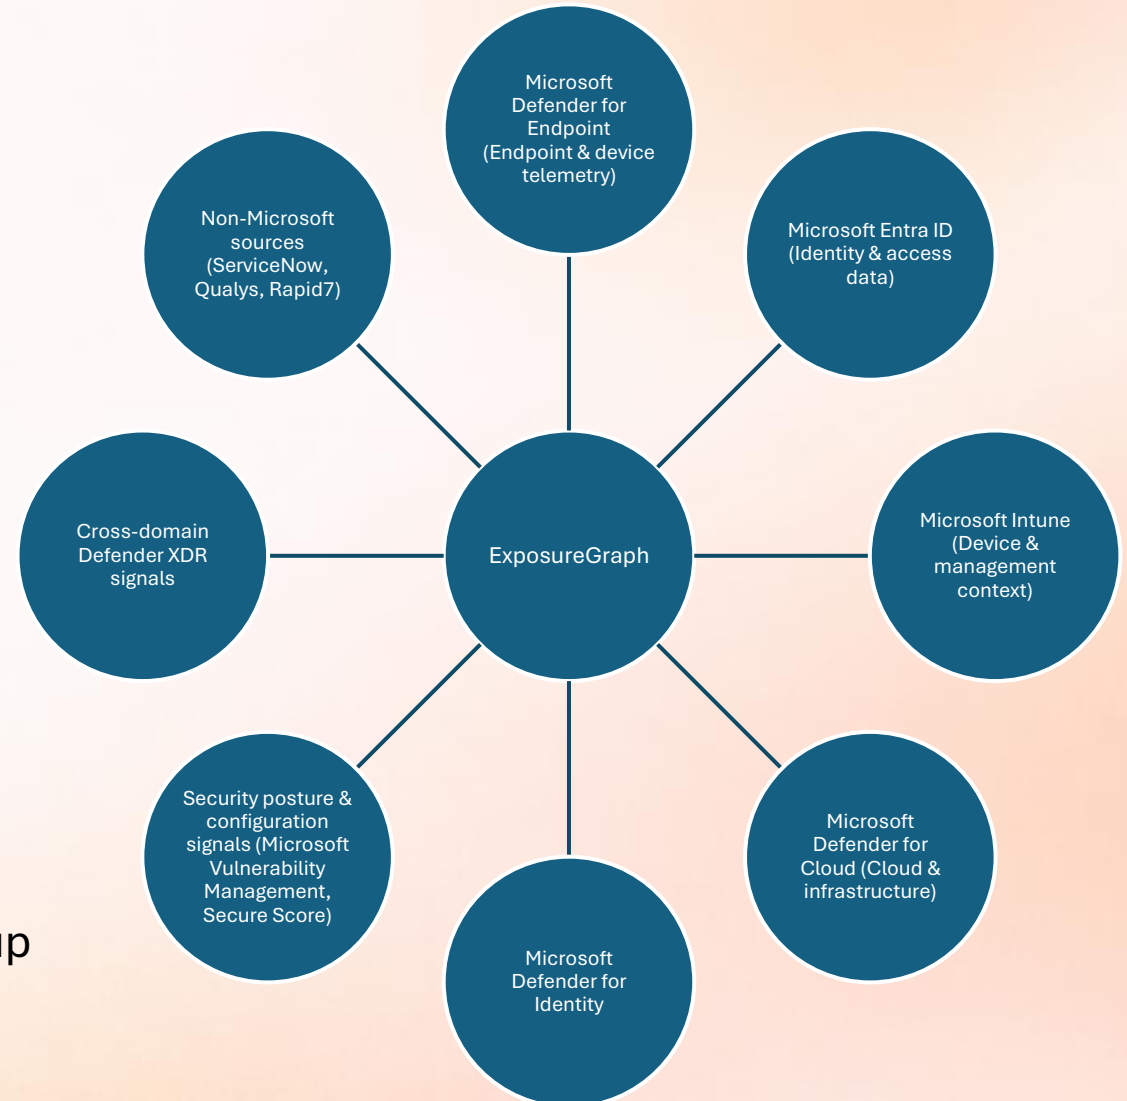 Microsoft
Defender for
Endpoint
(Endpoint & device
telemetry)
Non-Microsoft
sources
(ServiceNow,
Qualys, Rapid7)
Microsoft Entra ID
(Identity & access
data)
Cross-domain
Defender XDR
signals
ExposureGraph
Microsoft Intune
(Device &
management
context)
Security posture &
configuration
signals (Microsoft
Vulnerability
Management,
Secure Score)
Microsoft
Defender for
Cloud (Cloud &
infrastructure)
up
Microsoft
Defender for
Identity